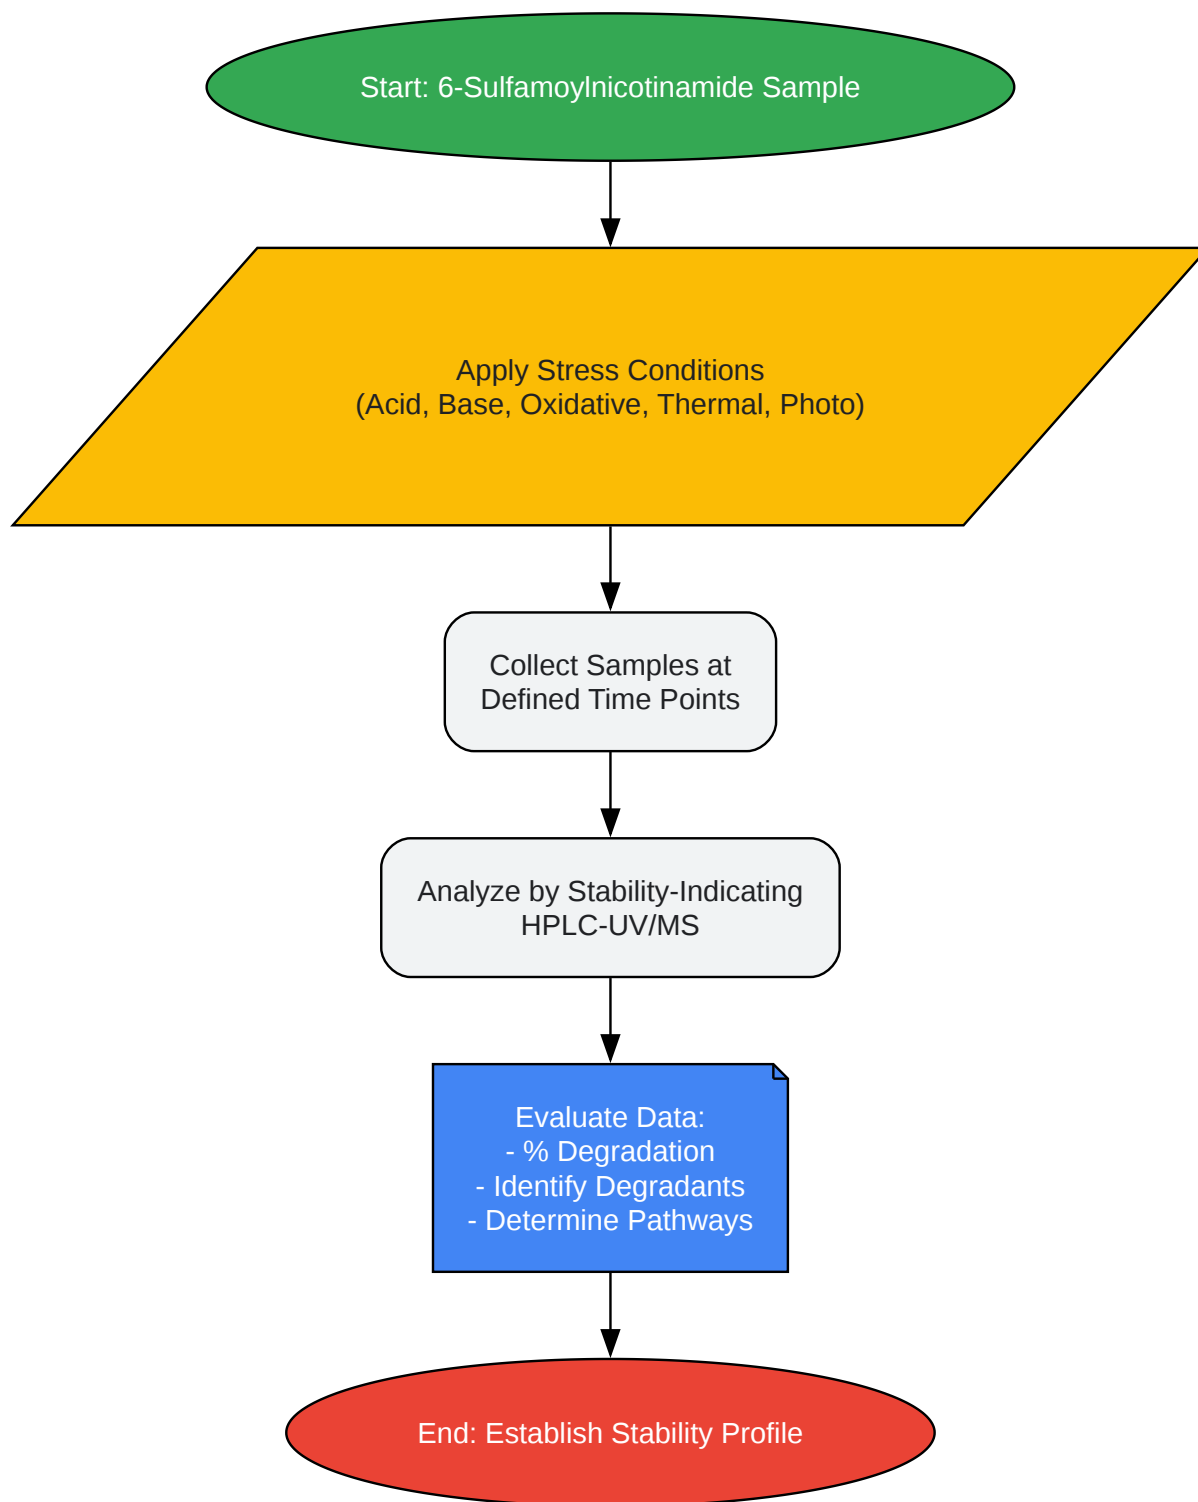 Start: 6-Sulfamoylnicotinamide Sample
Apply Stress Conditions
(Acid, Base, Oxidative, Thermal, Photo)
Collect Samples at
Defined Time Points
Analyze by Stability-Indicating
HPLC-UV/MS
Evaluate Data:
- % Degradation
- Identify Degradants
- Determine Pathways
End: Establish Stability Profile